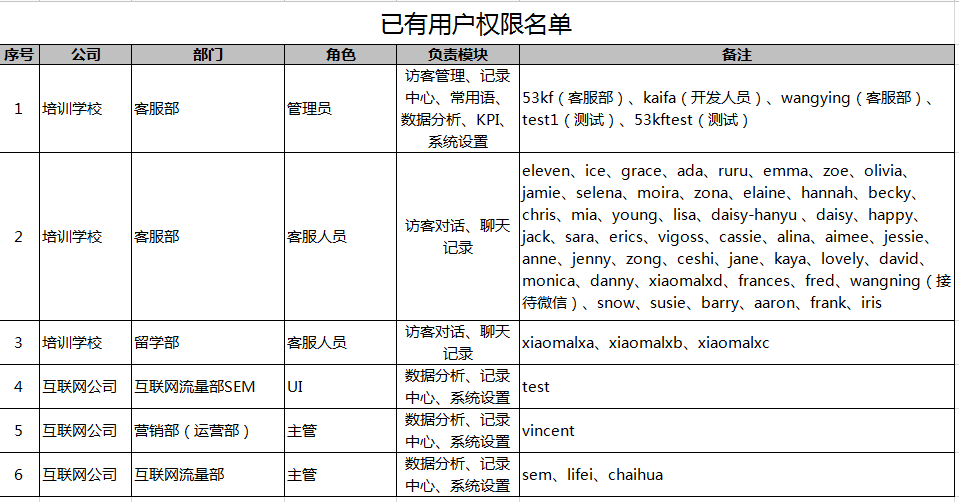 已有用户权限名单
序号 公司 部门 角色 负责模块 备注
1 培训学校 客服部 管理员
访客管理、记录
中心、常用语、
数据分析、KPI、
系统设置
53kf（客服部）、kaifa（开发人员）、wangying（客服部）、
test1（测试）、53kftest（测试）
2 培训学校 客服部 客服人员
访客对话、聊天
记录
eleven、ice、grace、ada、ruru、emma、zoe、olivia、
jamie、selena、moira、zona、elaine、hannah、becky、
chris、mia、young、lisa、daisy-hanyu 、daisy、happy、
jack、sara、erics、vigoss、cassie、alina、aimee、jessie、
anne、jenny、zong、ceshi、jane、kaya、lovely、david、
monica、danny、xiaomalxd、frances、fred、wangning（接
待微信）、snow、susie、barry、aaron、frank、iris
3 培训学校 留学部 客服人员
访客对话、聊天
记录
xiaomalxa、xiaomalxb、xiaomalxc
4 互联网公司 互联网流量部SEM UI
数据分析、记录
中心、系统设置
test
5 互联网公司 营销部（运营部） 主管
数据分析、记录
中心、系统设置
vincent
6 互联网公司 互联网流量部 主管
数据分析、记录
中心、系统设置
sem、lifei、chaihua